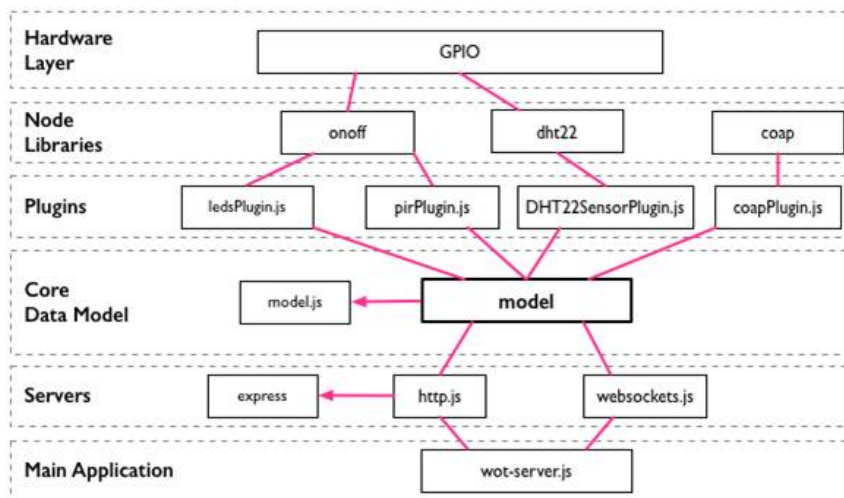 Hardware
Layer
GPIO
Node
Libraries
onoff
dht22
coap
Plugins
ledsPlugin.js
pirPlugin.js
DHT22SensorPlugin.js
coapPlugin.js
Core
Data Model
model.js
model
Servers
express
http.js
websockets.js
Main Application
wot-server.js